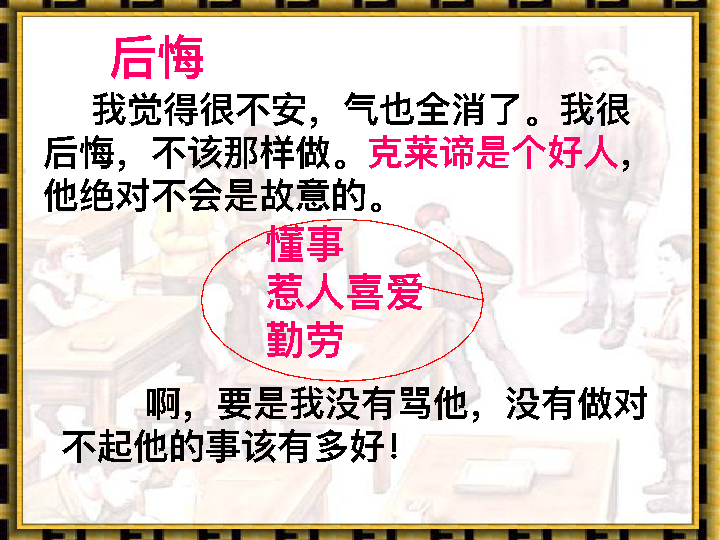 后悔
我觉得很不安，气也全消了。我很
后悔，不该那样做。克莱谛是个好人，
他绝对不会是故意的。
懂事
惹人喜爱
勤劳
啊，要是我没有骂他，没有做对
不起他的事该有多好！